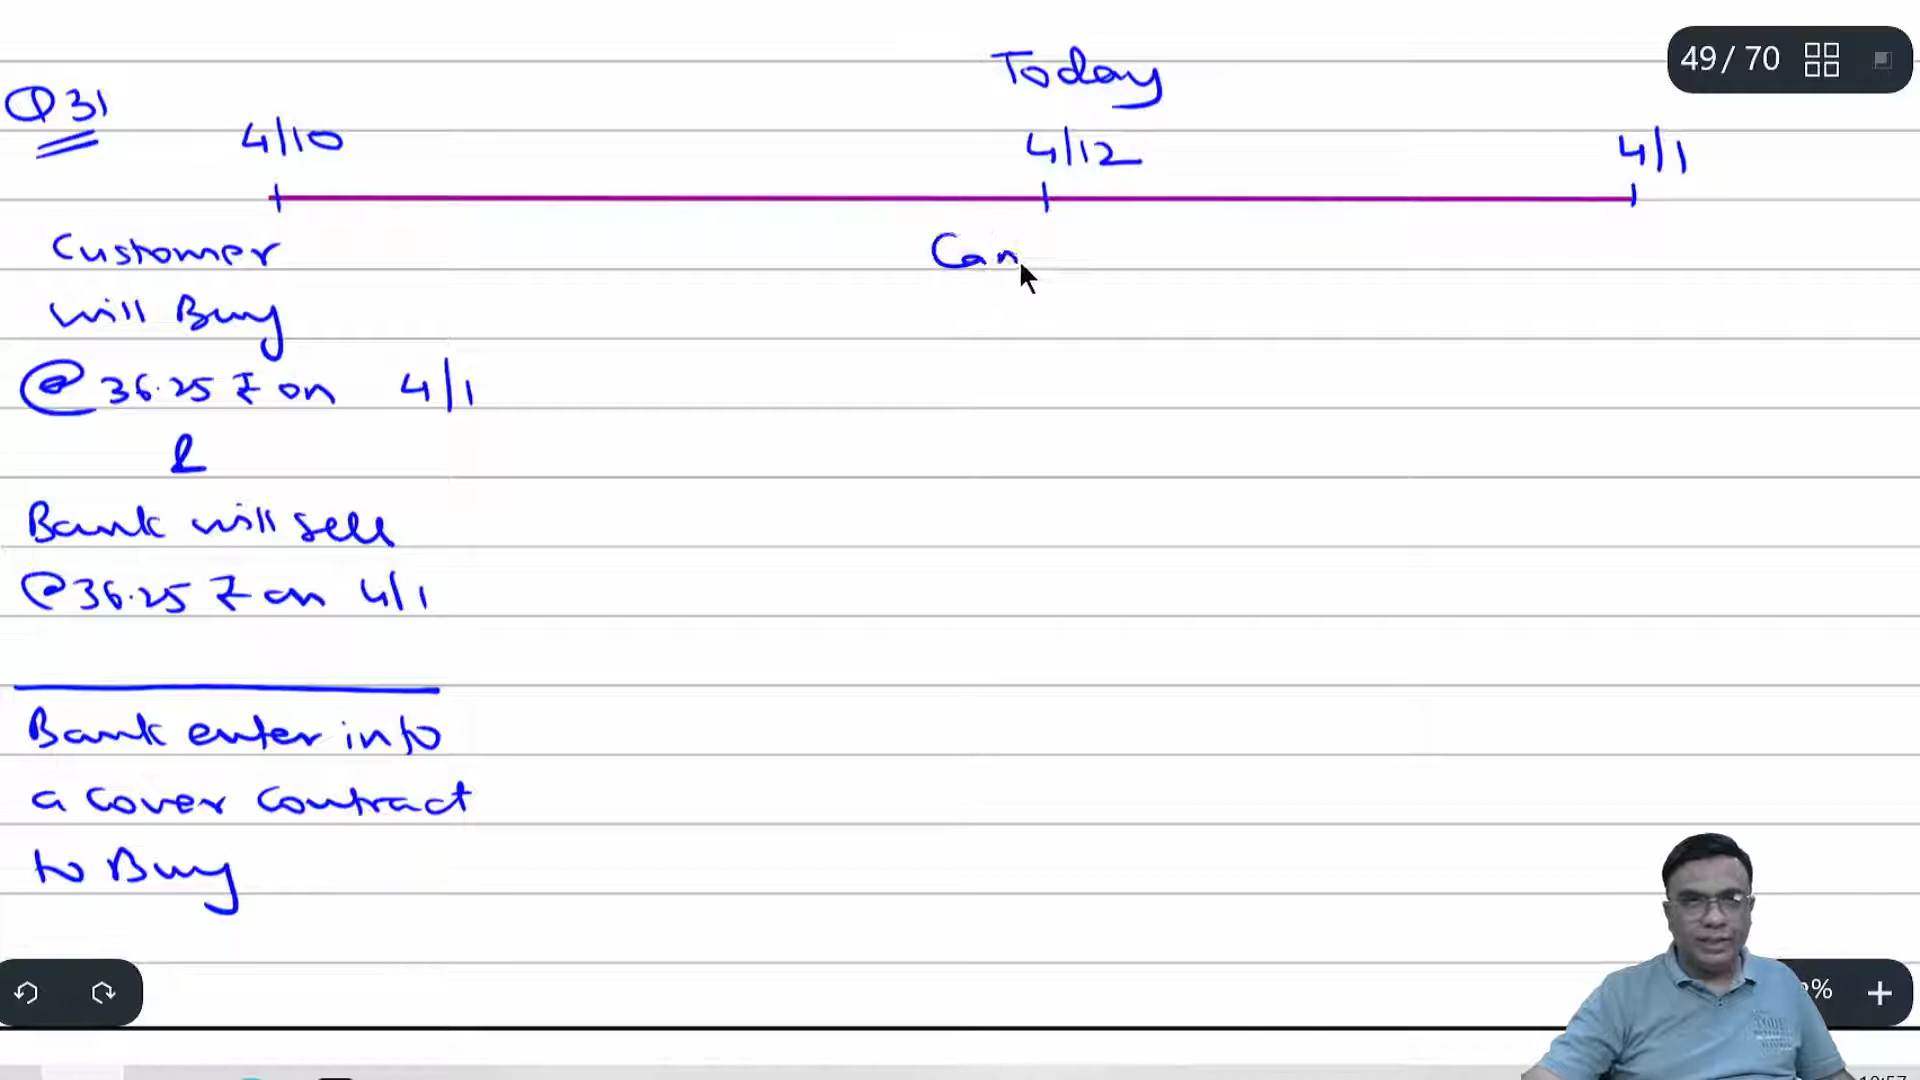 49 / 70
Today
Q31
4/10
4/12
4/1
Customer
will Buy
@ 36.25 ₹ on 4/1
&
Bank will sell
@36.25 ₹ on 4/1
Bank enter into
a cover contract
to Buy
Can
%